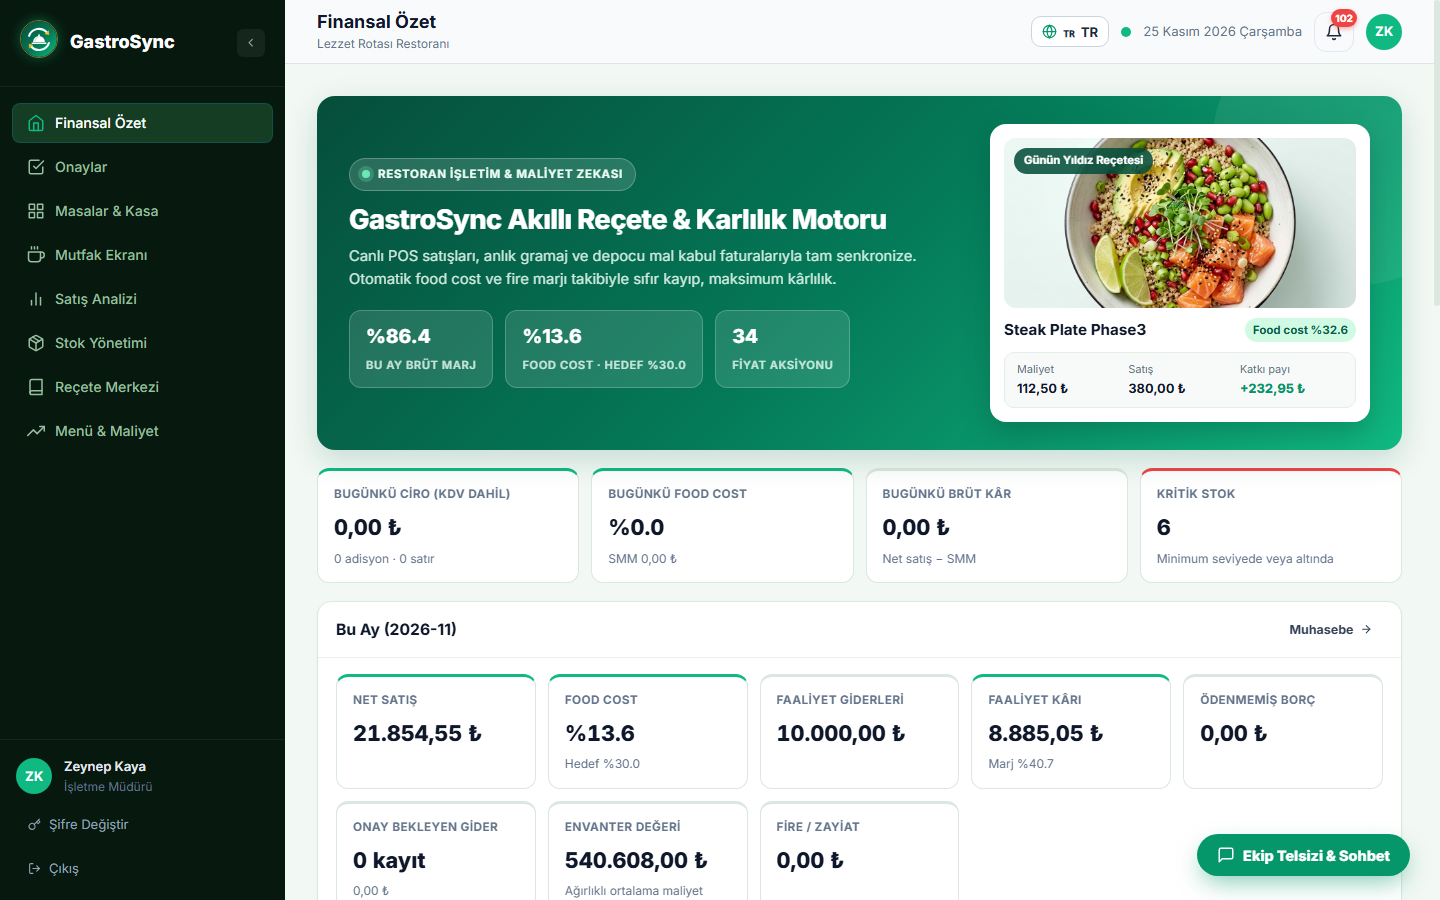 GastroSync
Finansal Özet
Onaylar
Masalar & Kasa
Mutfak Ekranı
Satış Analizi
Stok Yönetimi
Reçete Merkezi
Menü & Maliyet
ZK
Zeynep Kaya
İşletme Müdürü
Şifre Değiştir
Çıkış
Finansal Özet
Lezzet Rotası Restoranı
TR TR
25 Kasım 2026 Çarşamba
102
ZK
RESTORAN İŞLETİM & MALİYET ZEKASI
GastroSync Akıllı Reçete & Karlılık Motoru
Canlı POS satışları, anlık gramaj ve depocu mal kabul faturalarıyla tam senkronize.
Otomatik food cost ve fire marjı takibiyle sıfır kayıp, maksimum kârlılık.
%86.4
BU AY BRÜT MARJ
%13.6
FOOD COST · HEDEF %30.0
34
FİYAT AKSİYONU
Günün Yıldız Reçetesi
Steak Plate Phase3
Food cost %32.6
Maliyet
112,50 ₺
Satış
380,00 ₺
Katkı payı
+232,95 ₺
BUGÜNKÜ CİRO (KDV DAHİL)
0,00 ₺
0 adisyon · 0 satır
BUGÜNKÜ FOOD COST
%0.0
SMM 0,00 ₺
BUGÜNKÜ BRÜT KÂR
0,00 ₺
Net satış − SMM
KRİTİK STOK
6
Minimum seviyede veya altında
Bu Ay (2026-11)
Muhasebe →
NET SATIŞ
21.854,55 ₺
FOOD COST
%13.6
Hedef %30.0
FAALİYET GİDERLERİ
10.000,00 ₺
FAALİYET KÂRI
8.885,05 ₺
Marj %40.7
ÖDENMEMİŞ BORÇ
0,00 ₺
ONAY BEKLEYEN GİDER
0 kayıt
0,00 ₺
ENVANTER DEĞERİ
540.608,00 ₺
Ağırlıklı ortalama maliyet
FİRE / ZAYİAT
0,00 ₺
Ekip Telsizi & Sohbet